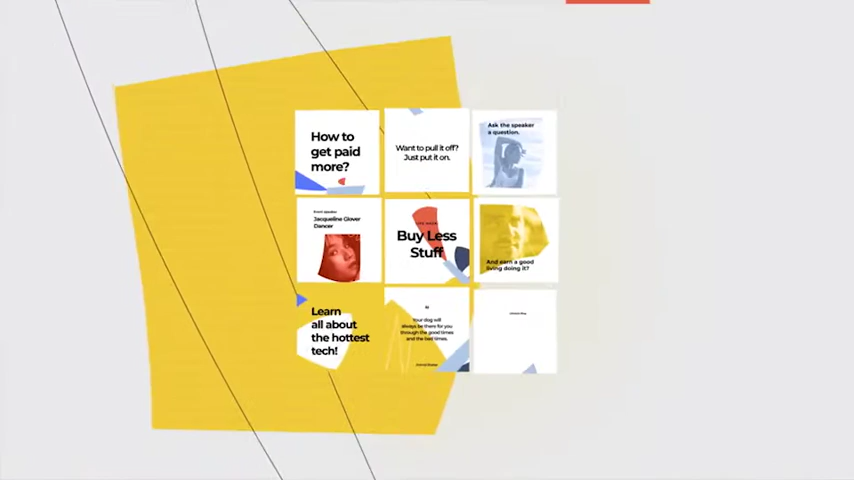 How to
get paid
more?
Want to pull it off?
Just put it on.
Ask the speaker
a question.
Event speaker
Jacqueline Glover
Dancer
Buy Less
Stuff
And earn a good
living doing it?
Learn
all about
the hottest
tech!
Your dog will
always be there for you
through the good times
and the bad times.